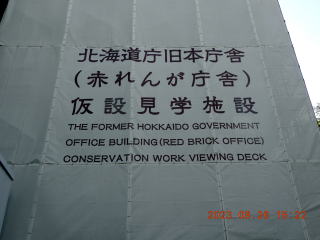 北海道庁旧本庁舎
(赤れんが庁舎)
仮設見学施設
THE FORMER HOKKAIDO GOVERNMENT
OFFICE BUILDING(RED BRICK OFFICE)
CONSERVATION WORK VIEWING DECK